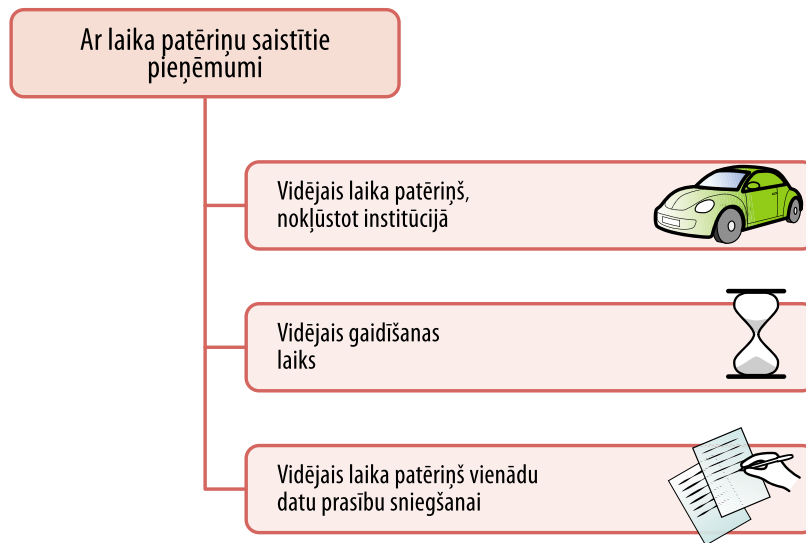 Ar laika patēriņu saistītie
pieņēmumi
Vidējais laika patēriņš,
nokļūstot institūcijā
Vidējais gaidīšanas
laiks
Vidējais laika patēriņš vienādu
datu prasību sniegšanai